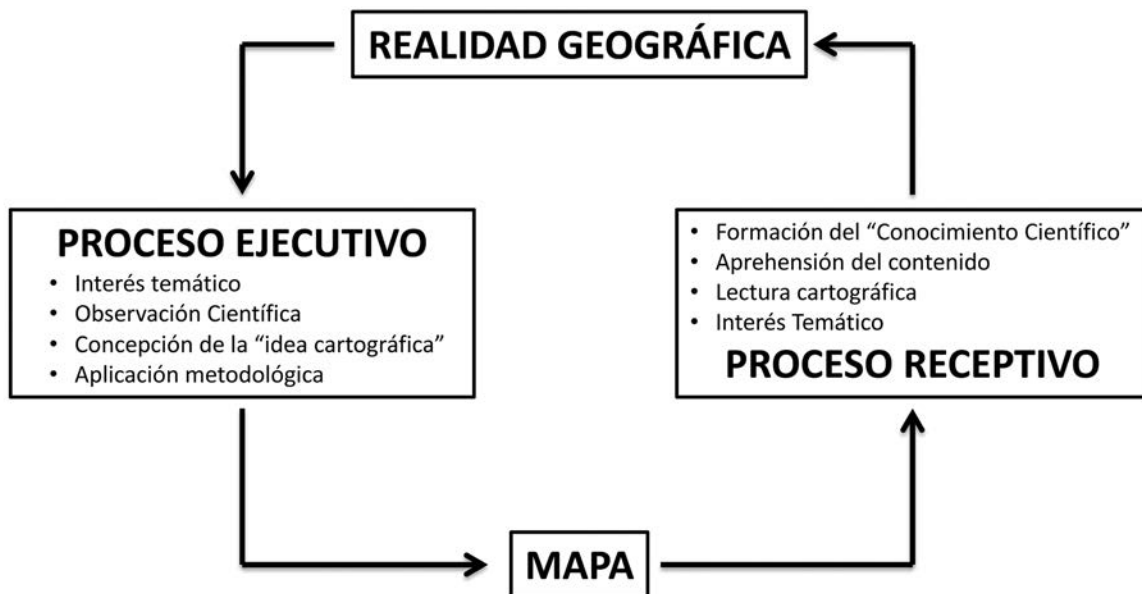 REALIDAD GEOGRÁFICA
PROCESO EJECUTIVO
• Interés temático
• Observación Científica
• Concepción de la “idea cartográfica”
• Aplicación metodológica
• Formación del “Conocimiento Científico”
• Aprehensión del contenido
• Lectura cartográfica
• Interés Temático
PROCESO RECEPTIVO
MAPA